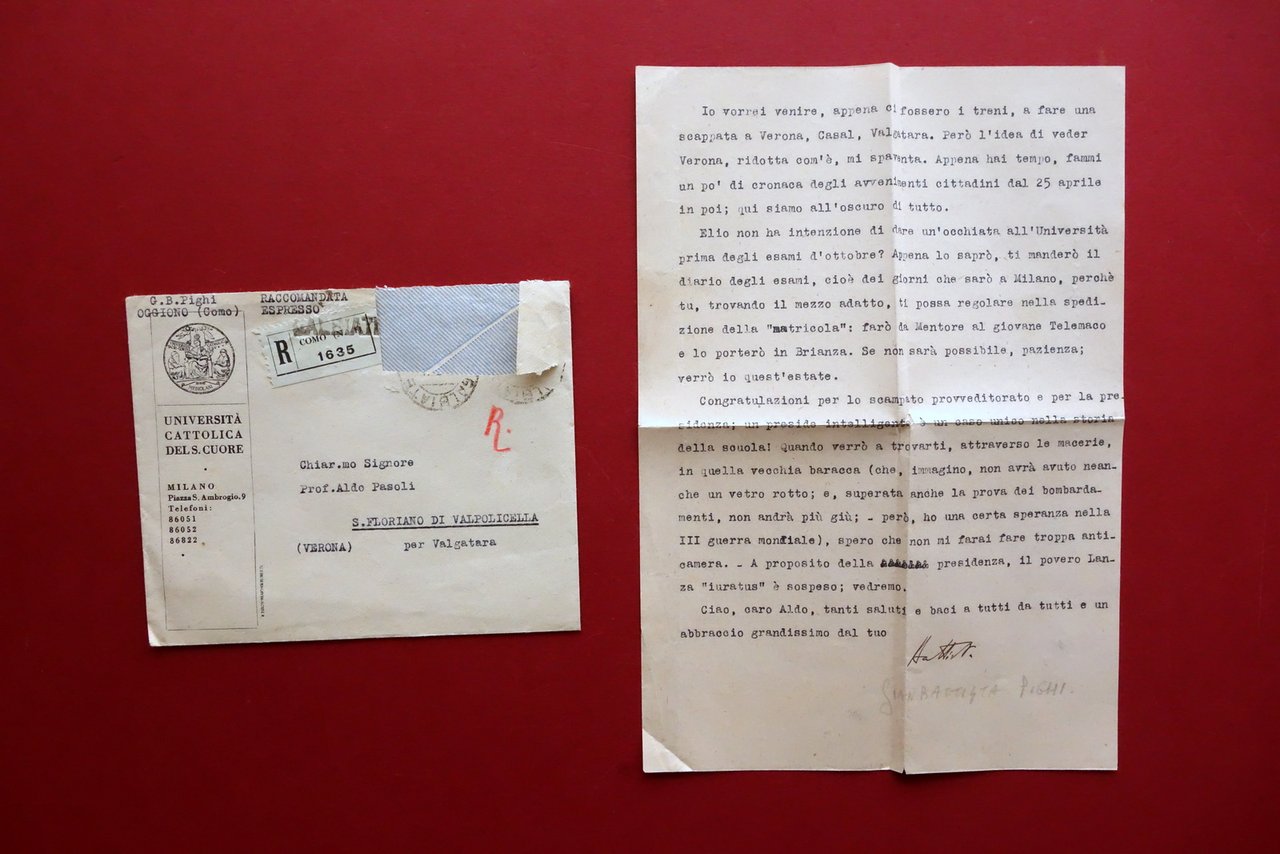 G.B.Pighi
OGGIONO (Como)
RACCOMANDATA
ESPRESSO
R
COMO
1635
R.
UNIVERSITÀ
CATTOLICA
DEL S. CUORE
MILANO
Piazza S. Ambrogio, 9
Telefoni:
86051
86052
86822
Chiar.mo Signore
Prof.Aldo Pasoli
S.FLORIANO DI VALPOLICELLA
(VERONA) per Valgatara
Io vorrei venire, appena ci fossero i treni, a fare una
scappata a Verona, Casal, Valgatara. Però l'idea di veder
Verona, ridotta com'è, mi spaventa. Appena hai tempo, fammi
un po' di cronaca degli avvenimenti cittadini dal 25 aprile
in poi; qui siamo all'oscuro di tutto.
Elio non ha intenzione di dare un'occhiata all'Università
prima degli esami d'ottobre? Appena lo saprò, ti manderò il
diario degli esami, cioè dei giorni che sarò a Milano, perchè
tu, trovando il mezzo adatto, ti possa regolare nella spedi-
zione della "matricola": farò da Mentore al giovane Telemaco
e lo porterò in Brianza. Se non sarà possibile, pazienza;
verrò io quest'estate.
Congratulazioni per lo scampato provveditorato e per la pre-
sidenza; un preside intelligente è un caso unico nella storia
della scuola! Quando verrò a trovarti, attraverso le macerie,
in quella vecchia baracca (che, immagino, non avrà avuto nean-
che un vetro rotto; e, superata anche la prova dei bombarda-
menti, non andrà più giù; - però, ho una certa speranza nella
III guerra mondiale), spero che non mi farai fare troppa anti-
camera. - A proposito della presidenza, il povero Lan-
za "iuratus" è sospeso; vedremo.
Ciao, caro Aldo, tanti saluti e baci a tutti da tutti e un
abbraccio grandissimo dal tuo
GIANBATTISTA PIGHI.